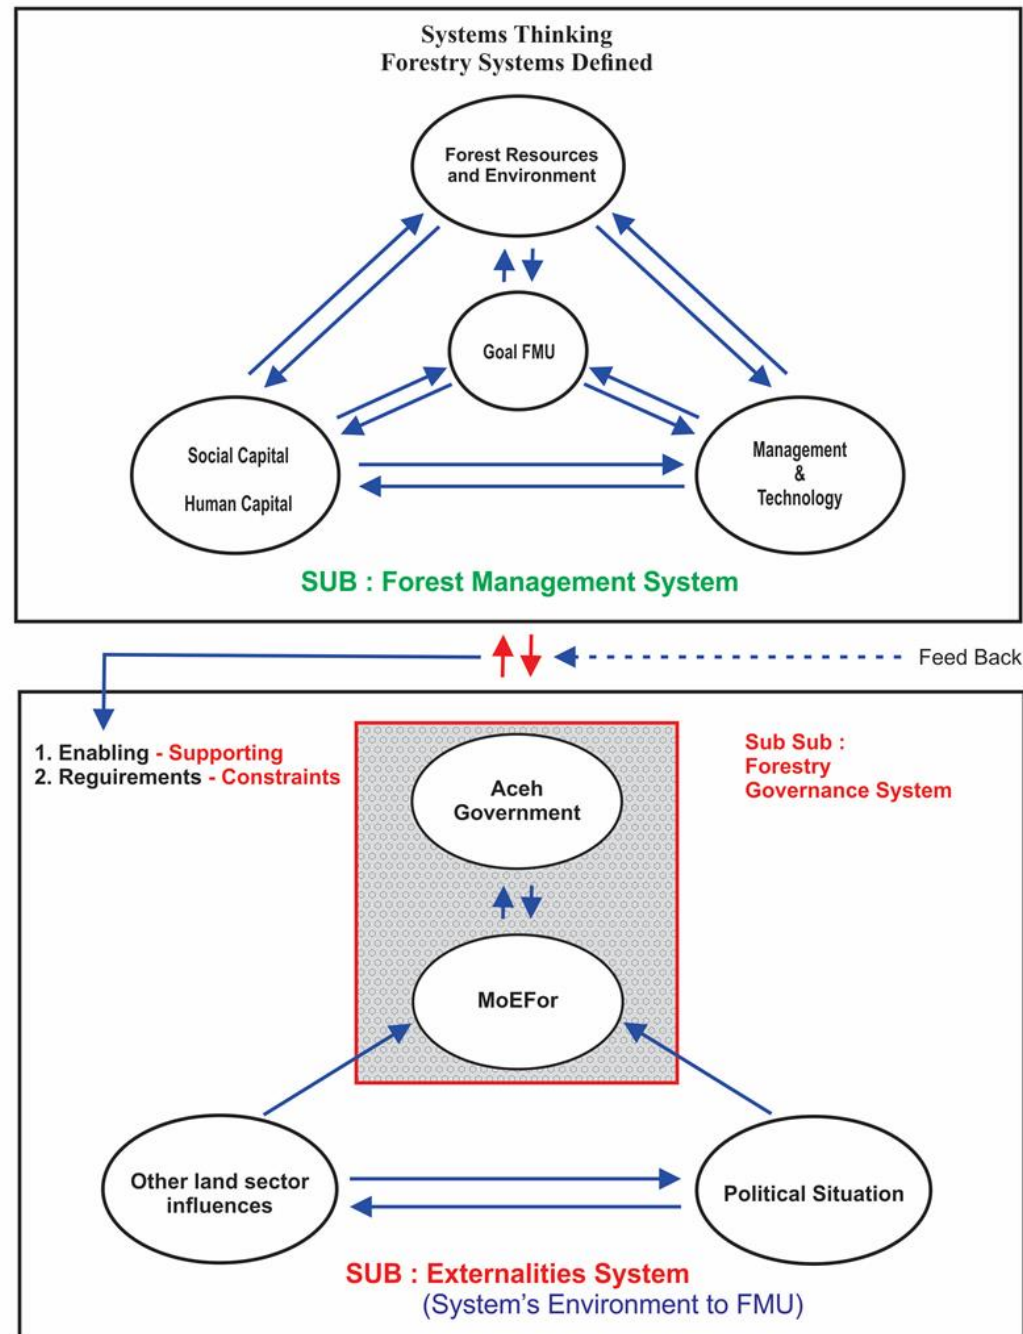 Systems Thinking
Forestry Systems Defined
Forest Resources
and Environment
Goal FMU
Social Capital
Human Capital
Management
&
Technology
SUB : Forest Management System
Feed Back
1. Enabling - Supporting
2. Reguirements - Constraints
Sub Sub :
Forestry
Governance System
Aceh
Government
MoEFor
Other land sector
influences
Political Situation
SUB : Externalities System
(System's Environment to FMU)